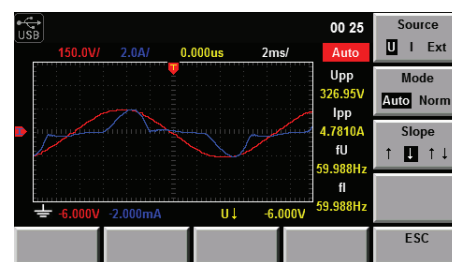 USB
00 25
150.0V/ 2.0A/ 0.000us 2ms/ Auto
T
Upp
326.95V
Ipp
4.7810A
fU
59.988Hz
fI
59.988Hz
-6.000V -2.000mA U↓ -6.000V
Source
U I Ext
Mode
Auto Norm
Slope
↑ ↓ ↑↓
ESC